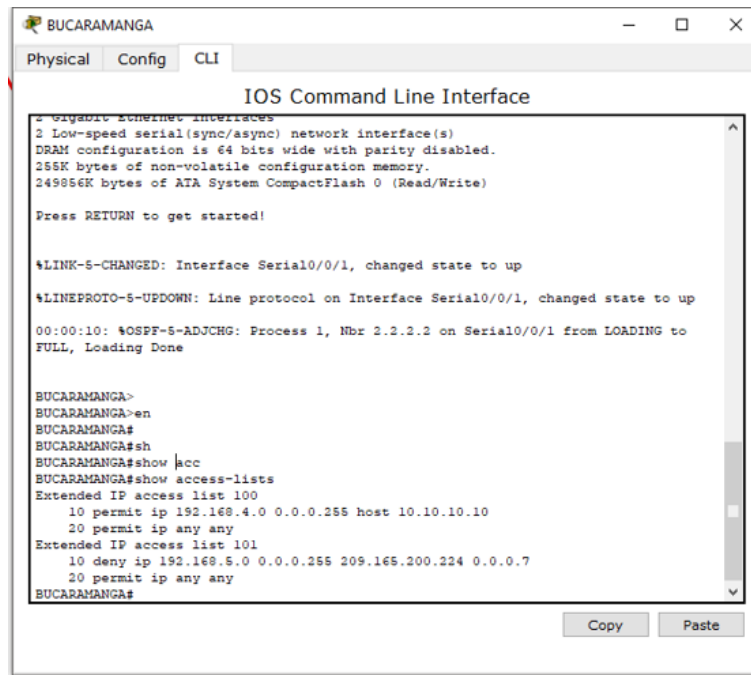 BUCARAMANGA
Physical Config CLI
IOS Command Line Interface
2 Gigabit Ethernet interfaces
2 Low-speed serial(sync/async) network interface(s)
DRAM configuration is 64 bits wide with parity disabled.
255K bytes of non-volatile configuration memory.
249856K bytes of ATA System CompactFlash 0 (Read/Write)
Press RETURN to get started!
%LINK-5-CHANGED: Interface Serial0/0/1, changed state to up
%LINEPROTO-5-UPDOWN: Line protocol on Interface Serial0/0/1, changed state to up
00:00:10: %OSPF-5-ADJCHG: Process 1, Nbr 2.2.2.2 on Serial0/0/1 from LOADING to
FULL, Loading Done
BUCARAMANGA>
BUCARAMANGA>en
BUCARAMANGA#
BUCARAMANGA#sh
BUCARAMANGA#show acc
BUCARAMANGA#show access-lists
Extended IP access list 100
10 permit ip 192.168.4.0 0.0.0.255 host 10.10.10.10
20 permit ip any any
Extended IP access list 101
10 deny ip 192.168.5.0 0.0.0.255 209.165.200.224 0.0.0.7
20 permit ip any any
BUCARAMANGA#
Copy Paste